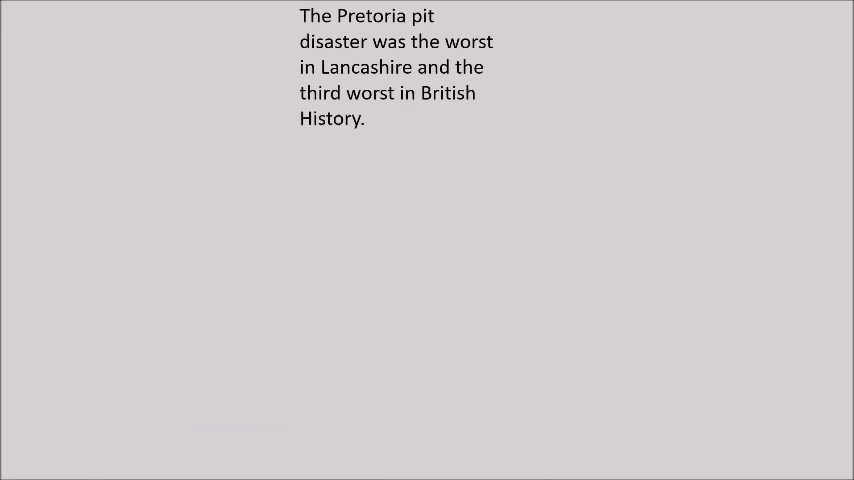 The Pretoria pit
disaster was the worst
in Lancashire and the
third worst in British
History.